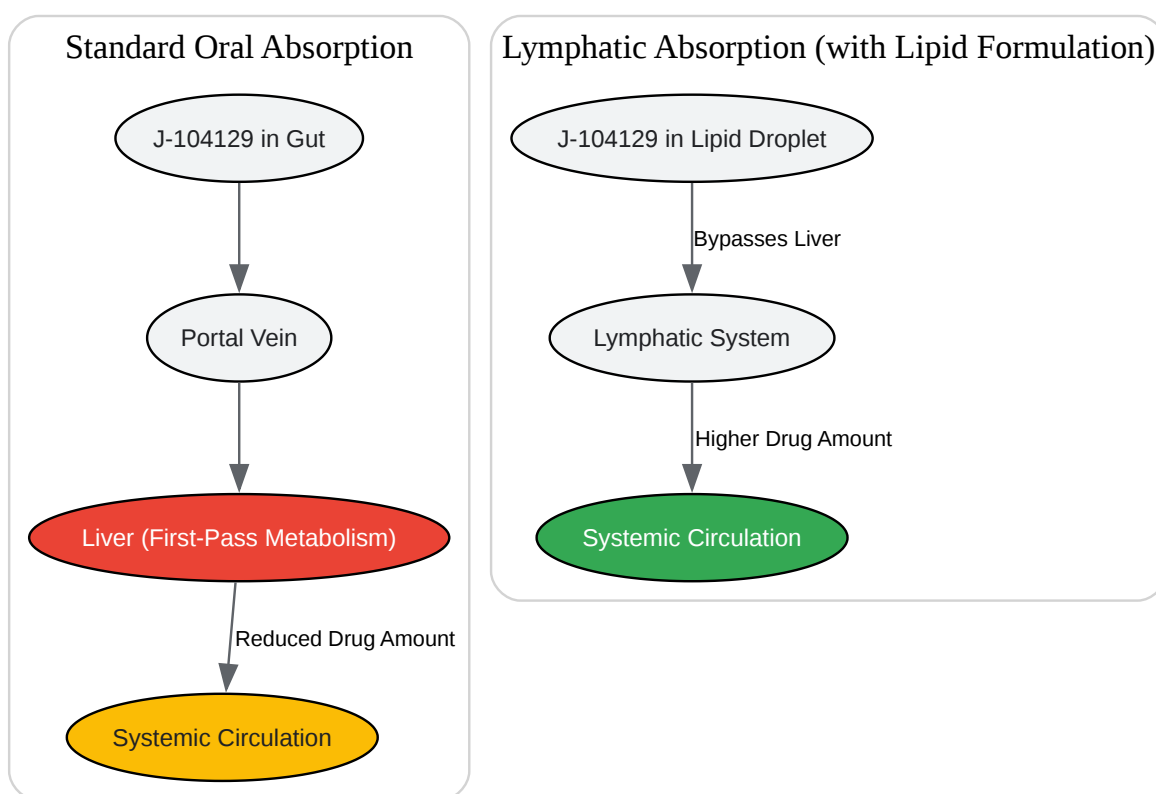 Standard Oral Absorption
J-104129 in Gut
Portal Vein
Liver (First-Pass Metabolism)
Reduced Drug Amount
Systemic Circulation
Lymphatic Absorption (with Lipid Formulation)
J-104129 in Lipid Droplet
Bypasses Liver
Lymphatic System
Higher Drug Amount
Systemic Circulation